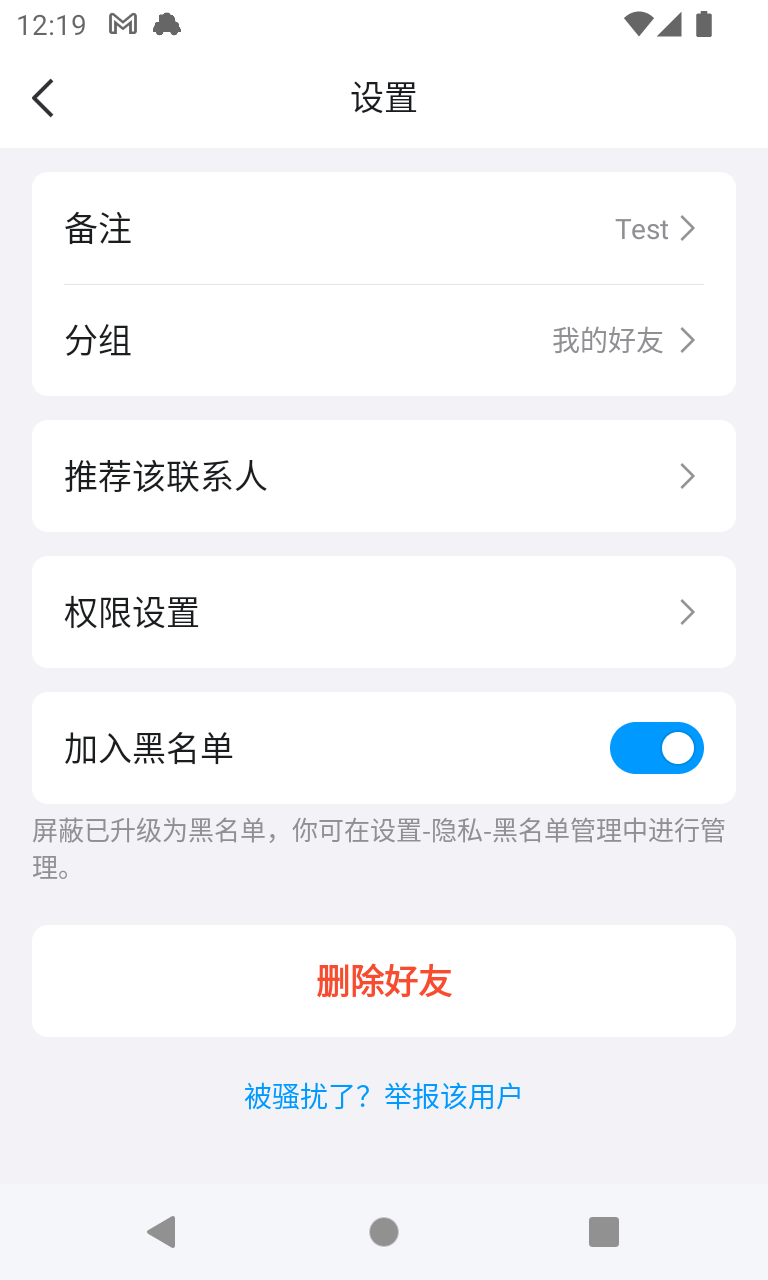 12:19
设置
备注
Test
分组
我的好友
推荐该联系人
权限设置
加入黑名单
屏蔽已升级为黑名单，你可在设置-隐私-黑名单管理中进行管
理。
删除好友
被骚扰了？举报该用户